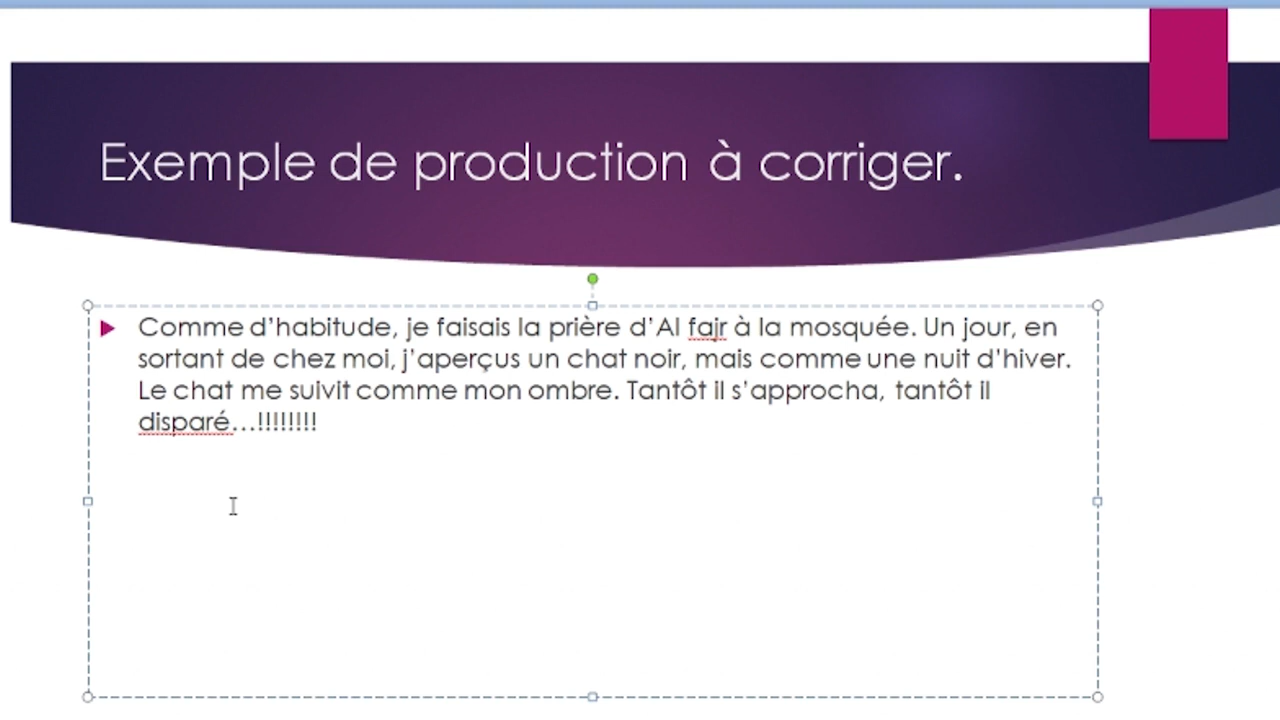 Exemple de production à corriger.
Comme d’habitude, je faisais la prière d’Al fajr à la mosquée. Un jour, en
sortant de chez moi, j’aperçus un chat noir, mais comme une nuit d’hiver.
Le chat me suivit comme mon ombre. Tantôt il s’approcha, tantôt il
disparé…!!!!!!!!